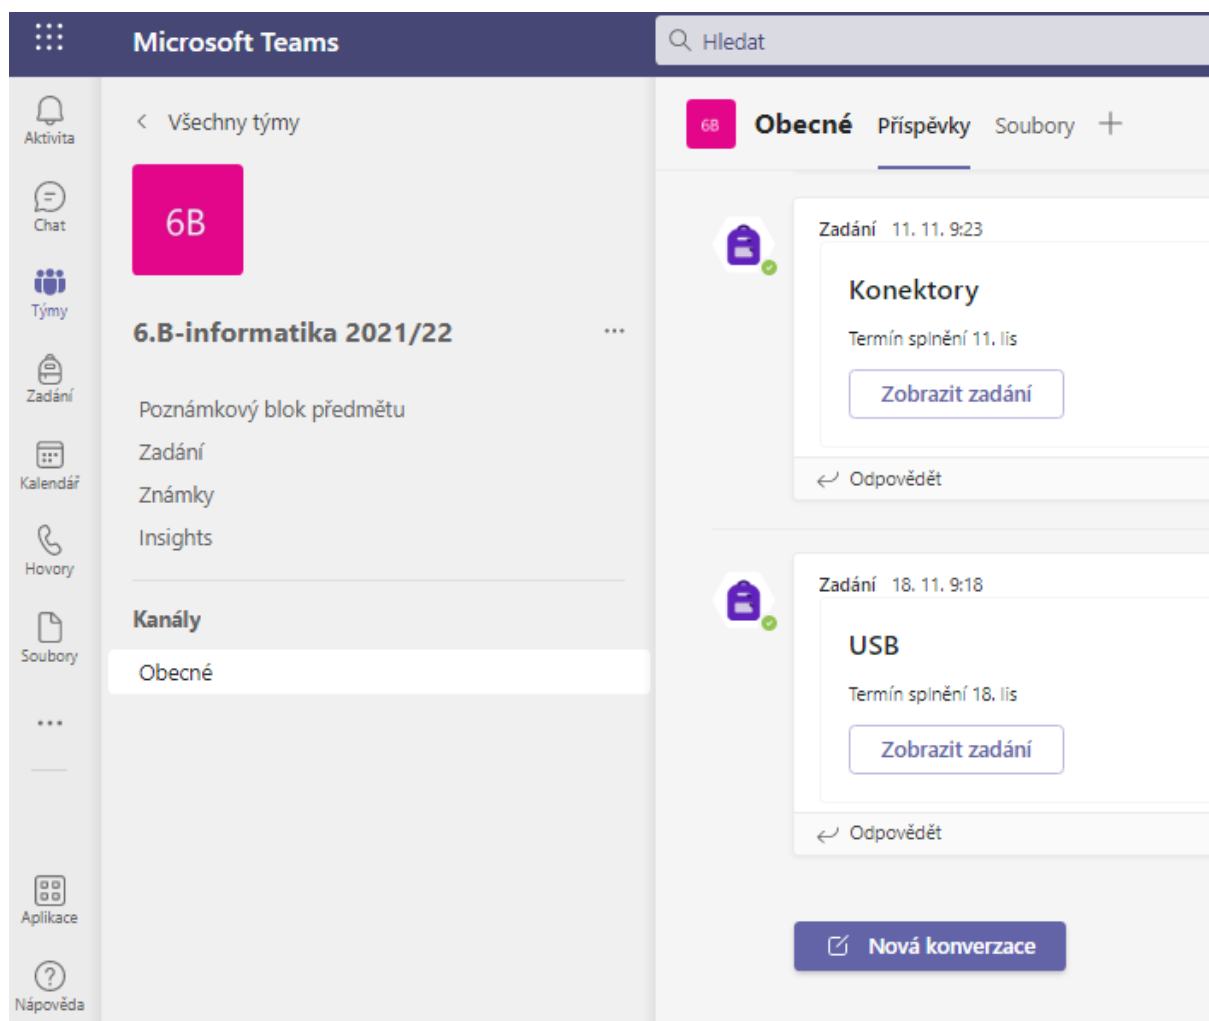 Microsoft Teams
Hledat
Aktivita
Chat
Týmy
Zadání
Kalendář
Hovory
Soubory
Aplikace
Nápověda
Všechny týmy
6B
6.B-informatika 2021/22
Poznámkový blok předmětu
Zadání
Známky
Insights
Kanály
Obecné
6B Obecné Příspěvky Soubory
Zadání 11. 11. 9:23
Konektory
Termín splnění 11. lis
Zobrazit zadání
Odpovědět
Zadání 18. 11. 9:18
USB
Termín splnění 18. lis
Zobrazit zadání
Odpovědět
Nová konverzace